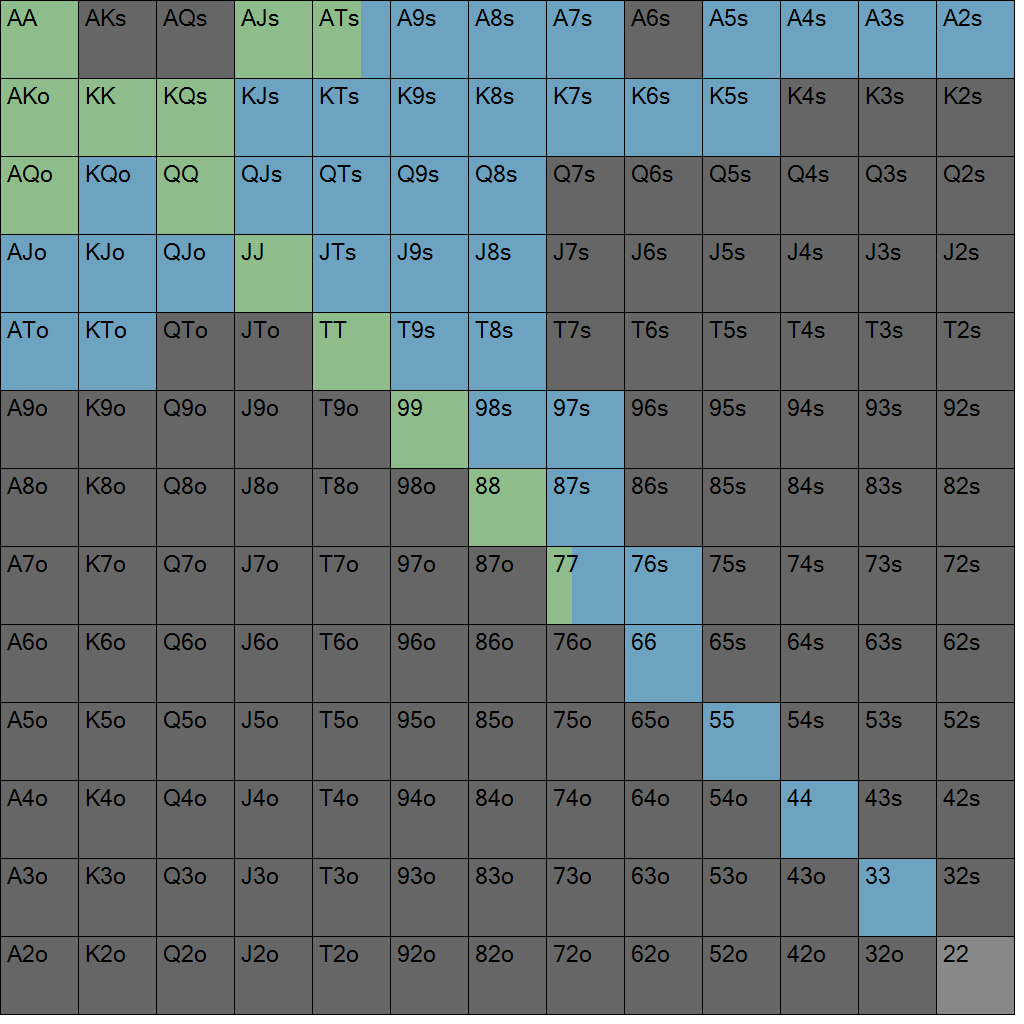 AA AKs AQs AJs ATs A9s A8s A7s A6s A5s A4s A3s A2s
AKo KK KQs KJs KTs K9s K8s K7s K6s K5s K4s K3s K2s
AQo KQo QQ QJs QTs Q9s Q8s Q7s Q6s Q5s Q4s Q3s Q2s
AJo KJo QJo JJ JTs J9s J8s J7s J6s J5s J4s J3s J2s
ATo KTo QTo JTo TT T9s T8s T7s T6s T5s T4s T3s T2s
A9o K9o Q9o J9o T9o 99 98s 97s 96s 95s 94s 93s 92s
A8o K8o Q8o J8o T8o 98o 88 87s 86s 85s 84s 83s 82s
A7o K7o Q7o J7o T7o 97o 87o 77 76s 75s 74s 73s 72s
A6o K6o Q6o J6o T6o 96o 86o 76o 66 65s 64s 63s 62s
A5o K5o Q5o J5o T5o 95o 85o 75o 65o 55 54s 53s 52s
A4o K4o Q4o J4o T4o 94o 84o 74o 64o 54o 44 43s 42s
A3o K3o Q3o J3o T3o 93o 83o 73o 63o 53o 43o 33 32s
A2o K2o Q2o J2o T2o 92o 82o 72o 62o 52o 42o 32o 22